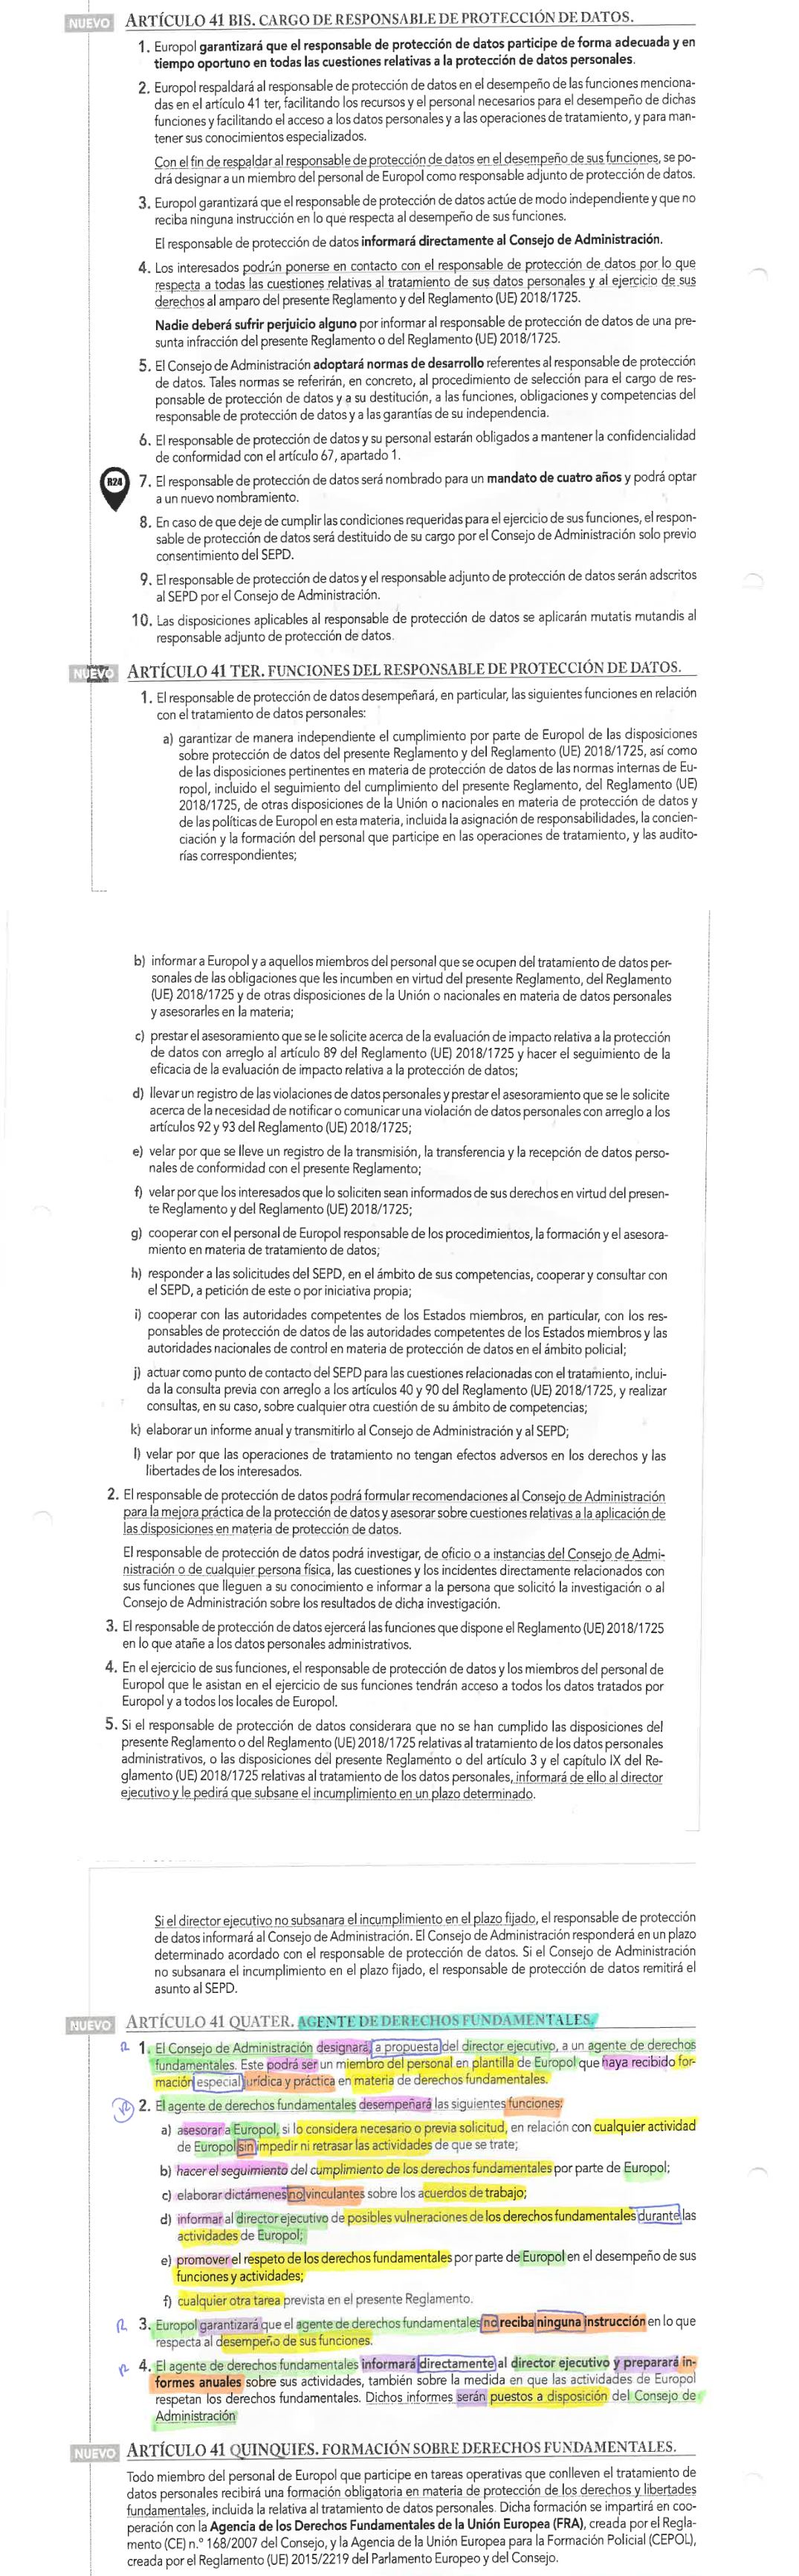 NUEVO ARTÍCULO 41 BIS. CARGO DE RESPONSABLE DE PROTECCIÓN DE DATOS.
1. Europol garantizará que el responsable de protección de datos participe de forma adecuada y en
tiempo oportuno en todas las cuestiones relativas a la protección de datos personales.
2. Europol respaldará al responsable de protección de datos en el desempeño de las funciones menciona-
das en el artículo 41 ter, facilitando los recursos y el personal necesarios para el desempeño de dichas
funciones y facilitando el acceso a los datos personales y a las operaciones de tratamiento, y para man-
tener sus conocimientos especializados.
Con el fin de respaldar al responsable de protección de datos en el desempeño de sus funciones, se po-
drá designar a un miembro del personal de Europol como responsable adjunto de protección de datos.
3. Europol garantizará que el responsable de protección de datos actúe de modo independiente y que no
reciba ninguna instrucción en lo que respecta al desempeño de sus funciones.
El responsable de protección de datos informará directamente al Consejo de Administración.
4. Los interesados podrán ponerse en contacto con el responsable de protección de datos por lo que
respecta a todas las cuestiones relativas al tratamiento de sus datos personales y al ejercicio de sus
derechos al amparo del presente Reglamento y del Reglamento (UE) 2018/1725.
Nadie deberá sufrir perjuicio alguno por informar al responsable de protección de datos de una pre-
sunta infracción del presente Reglamento o del Reglamento (UE) 2018/1725.
5. El Consejo de Administración adoptará normas de desarrollo referentes al responsable de protección
de datos. Tales normas se referirán, en concreto, al procedimiento de selección para el cargo de res-
ponsable de protección de datos y a su destitución, a las funciones, obligaciones y competencias del
responsable de protección de datos y a las garantías de su independencia.
6. El responsable de protección de datos y su personal estarán obligados a mantener la confidencialidad
de conformidad con el artículo 67, apartado 1.
R24 7. El responsable de protección de datos será nombrado para un mandato de cuatro años y podrá optar
a un nuevo nombramiento.
8. En caso de que deje de cumplir las condiciones requeridas para el ejercicio de sus funciones, el respon-
sable de protección de datos será destituido de su cargo por el Consejo de Administración solo previo
consentimiento del SEPD.
9. El responsable de protección de datos y el responsable adjunto de protección de datos serán adscritos
al SEPD por el Consejo de Administración.
10. Las disposiciones aplicables al responsable de protección de datos se aplicarán mutatis mutandis al
responsable adjunto de protección de datos.
NUEVO ARTÍCULO 41 TER. FUNCIONES DEL RESPONSABLE DE PROTECCIÓN DE DATOS.
1. El responsable de protección de datos desempeñará, en particular, las siguientes funciones en relación
con el tratamiento de datos personales:
a) garantizar de manera independiente el cumplimiento por parte de Europol de las disposiciones
sobre protección de datos del presente Reglamento y del Reglamento (UE) 2018/1725, así como
de las disposiciones pertinentes en materia de protección de datos de las normas internas de Eu-
ropol, incluido el seguimiento del cumplimiento del presente Reglamento, del Reglamento (UE)
2018/1725, de otras disposiciones de la Unión o nacionales en materia de protección de datos y
de las políticas de Europol en esta materia, incluida la asignación de responsabilidades, la concien-
ciación y la formación del personal que participe en las operaciones de tratamiento, y las audito-
rías correspondientes;
b) informar a Europol y a aquellos miembros del personal que se ocupen del tratamiento de datos per-
sonales de las obligaciones que les incumben en virtud del presente Reglamento, del Reglamento
(UE) 2018/1725 y de otras disposiciones de la Unión o nacionales en materia de datos personales
y asesorarles en la materia;
c) prestar el asesoramiento que se le solicite acerca de la evaluación de impacto relativa a la protección
de datos con arreglo al artículo 89 del Reglamento (UE) 2018/1725 y hacer el seguimiento de la
eficacia de la evaluación de impacto relativa a la protección de datos;
d) llevar un registro de las violaciones de datos personales y prestar el asesoramiento que se le solicite
acerca de la necesidad de notificar o comunicar una violación de datos personales con arreglo a los
artículos 92 y 93 del Reglamento (UE) 2018/1725;
e) velar por que se lleve un registro de la transmisión, la transferencia y la recepción de datos perso-
nales de conformidad con el presente Reglamento;
f) velar por que los interesados que lo soliciten sean informados de sus derechos en virtud del presen-
te Reglamento y del Reglamento (UE) 2018/1725;
g) cooperar con el personal de Europol responsable de los procedimientos, la formación y el asesora-
miento en materia de tratamiento de datos;
h) responder a las solicitudes del SEPD, en el ámbito de sus competencias, cooperar y consultar con
el SEPD, a petición de este o por iniciativa propia;
i) cooperar con las autoridades competentes de los Estados miembros, en particular, con los res-
ponsables de protección de datos de las autoridades competentes de los Estados miembros y las
autoridades nacionales de control en materia de protección de datos en el ámbito policial;
j) actuar como punto de contacto del SEPD para las cuestiones relacionadas con el tratamiento, inclui-
da la consulta previa con arreglo a los artículos 40 y 90 del Reglamento (UE) 2018/1725, y realizar
consultas, en su caso, sobre cualquier otra cuestión de su ámbito de competencias;
k) elaborar un informe anual y transmitirlo al Consejo de Administración y al SEPD;
l) velar por que las operaciones de tratamiento no tengan efectos adversos en los derechos y las
libertades de los interesados.
2. El responsable de protección de datos podrá formular recomendaciones al Consejo de Administración
para la mejora práctica de la protección de datos y asesorar sobre cuestiones relativas a la aplicación de
las disposiciones en materia de protección de datos.
El responsable de protección de datos podrá investigar, de oficio o a instancias del Consejo de Admi-
nistración o de cualquier persona física, las cuestiones y los incidentes directamente relacionados con
sus funciones que lleguen a su conocimiento e informar a la persona que solicitó la investigación o al
Consejo de Administración sobre los resultados de dicha investigación.
3. El responsable de protección de datos ejercerá las funciones que dispone el Reglamento (UE) 2018/1725
en lo que atañe a los datos personales administrativos.
4. En el ejercicio de sus funciones, el responsable de protección de datos y los miembros del personal de
Europol que le asistan en el ejercicio de sus funciones tendrán acceso a todos los datos tratados por
Europol y a todos los locales de Europol.
5. Si el responsable de protección de datos considerara que no se han cumplido las disposiciones del
presente Reglamento o del Reglamento (UE) 2018/1725 relativas al tratamiento de los datos personales
administrativos, o las disposiciones del presente Reglamento o del artículo 3 y el capítulo IX del Re-
glamento (UE) 2018/1725 relativas al tratamiento de los datos personales, informará de ello al director
ejecutivo y le pedirá que subsane el incumplimiento en un plazo determinado.
Si el director ejecutivo no subsanara el incumplimiento en el plazo fijado, el responsable de protección
de datos informará al Consejo de Administración. El Consejo de Administración responderá en un plazo
determinado acordado con el responsable de protección de datos. Si el Consejo de Administración
no subsanara el incumplimiento en el plazo fijado, el responsable de protección de datos remitirá el
asunto al SEPD.
NUEVO ARTÍCULO 41 QUATER. AGENTE DE DERECHOS FUNDAMENTALES.
1. El Consejo de Administración designará, a propuesta del director ejecutivo, a un agente de derechos
fundamentales. Este podrá ser un miembro del personal en plantilla de Europol que haya recibido for-
mación especial jurídica y práctica en materia de derechos fundamentales.
2. El agente de derechos fundamentales desempeñará las siguientes funciones:
a) asesorar a Europol, si lo considera necesario o previa solicitud, en relación con cualquier actividad
de Europol sin impedir ni retrasar las actividades de que se trate;
b) hacer el seguimiento del cumplimiento de los derechos fundamentales por parte de Europol;
c) elaborar dictámenes no vinculantes sobre los acuerdos de trabajo;
d) informar al director ejecutivo de posibles vulneraciones de los derechos fundamentales durante las
actividades de Europol;
e) promover el respeto de los derechos fundamentales por parte de Europol en el desempeño de sus
funciones y actividades;
f) cualquier otra tarea prevista en el presente Reglamento.
3. Europol garantizará que el agente de derechos fundamentales no reciba ninguna instrucción en lo que
respecta al desempeño de sus funciones.
4. El agente de derechos fundamentales informará directamente al director ejecutivo y preparará in-
formes anuales sobre sus actividades, también sobre la medida en que las actividades de Europol
respetan los derechos fundamentales. Dichos informes serán puestos a disposición del Consejo de
Administración
NUEVO ARTÍCULO 41 QUINQUIES. FORMACIÓN SOBRE DERECHOS FUNDAMENTALES.
Todo miembro del personal de Europol que participe en tareas operativas que conlleven el tratamiento de
datos personales recibirá una formación obligatoria en materia de protección de los derechos y libertades
fundamentales, incluida la relativa al tratamiento de datos personales. Dicha formación se impartirá en coo-
peración con la Agencia de los Derechos Fundamentales de la Unión Europea (FRA), creada por el Regla-
mento (CE) n.º 168/2007 del Consejo, y la Agencia de la Unión Europea para la Formación Policial (CEPOL),
creada por el Reglamento (UE) 2015/2219 del Parlamento Europeo y del Consejo.